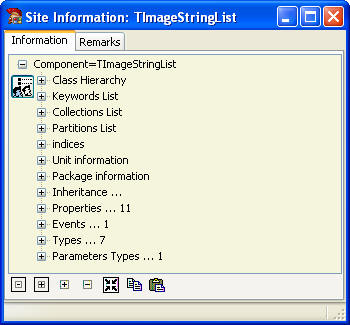 Site Information: TImageStringList
Information Remarks
Component=TImageStringList
Class Hierarchy
Keywords List
Collections List
Partitions List
indices
Unit information
Package information
Inheritance ...
Properties ... 11
Events ... 1
Types ... 7
Parameters Types ... 1